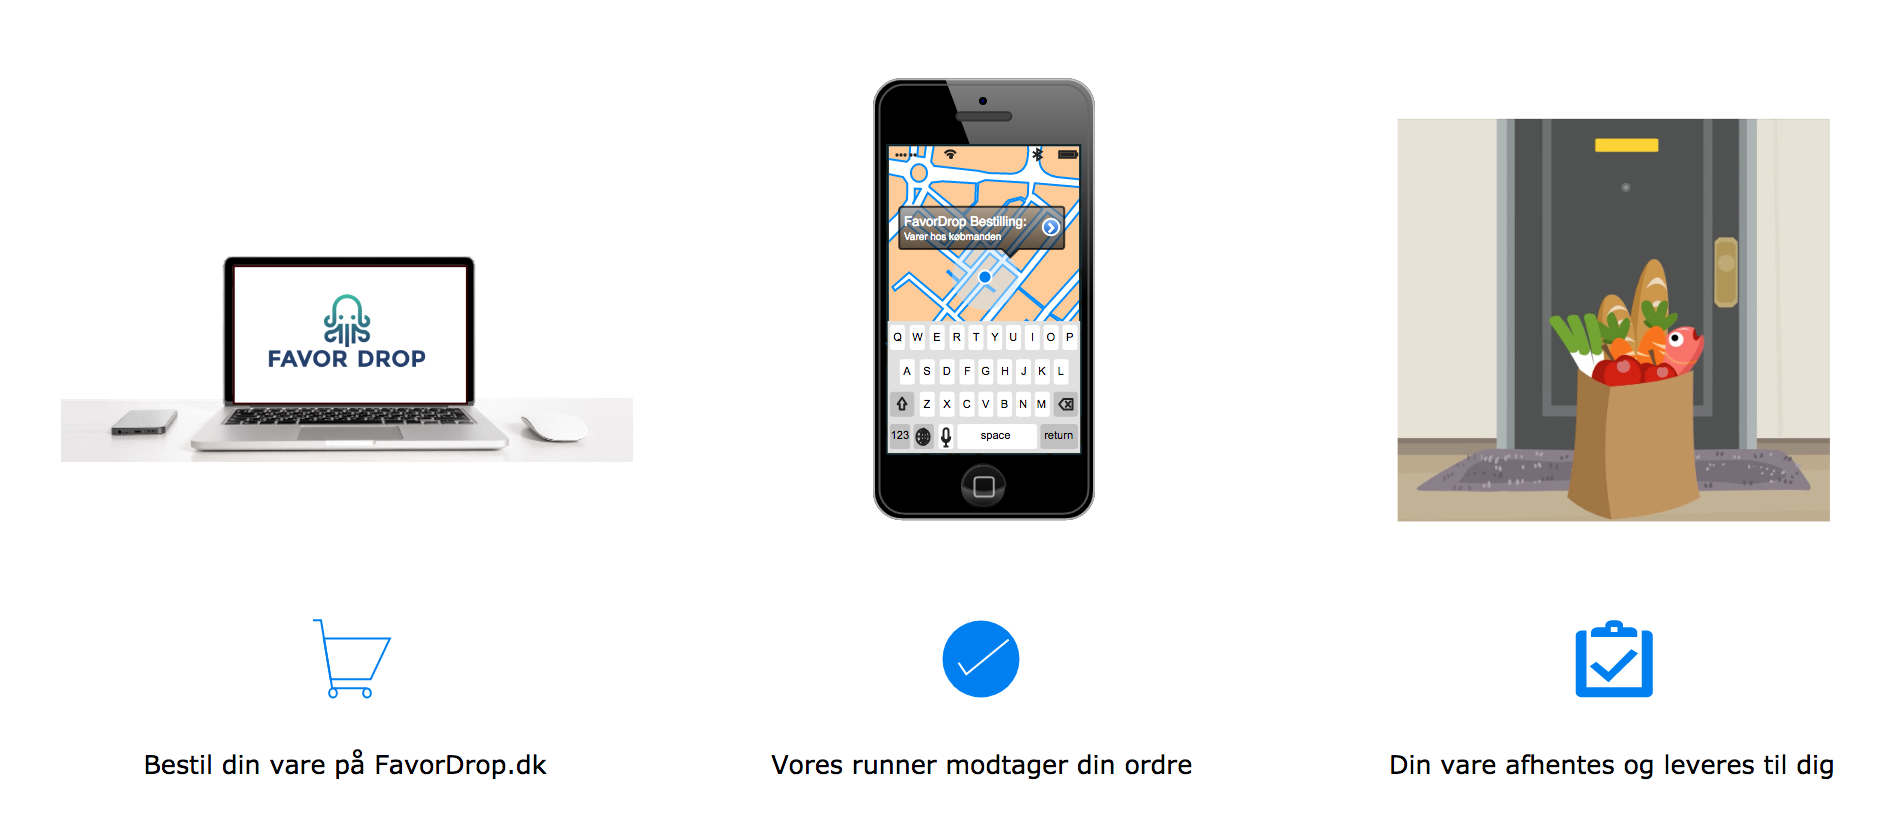 FAVOR DROP
FavorDrop Bestilling:
Varer hos købmanden
Q W E R T Y U I O P
A S D F G H J K L
Z X C V B N M
123 space return
Bestil din vare på FavorDrop.dk
Vores runner modtager din ordre
Din vare afhentes og leveres til dig